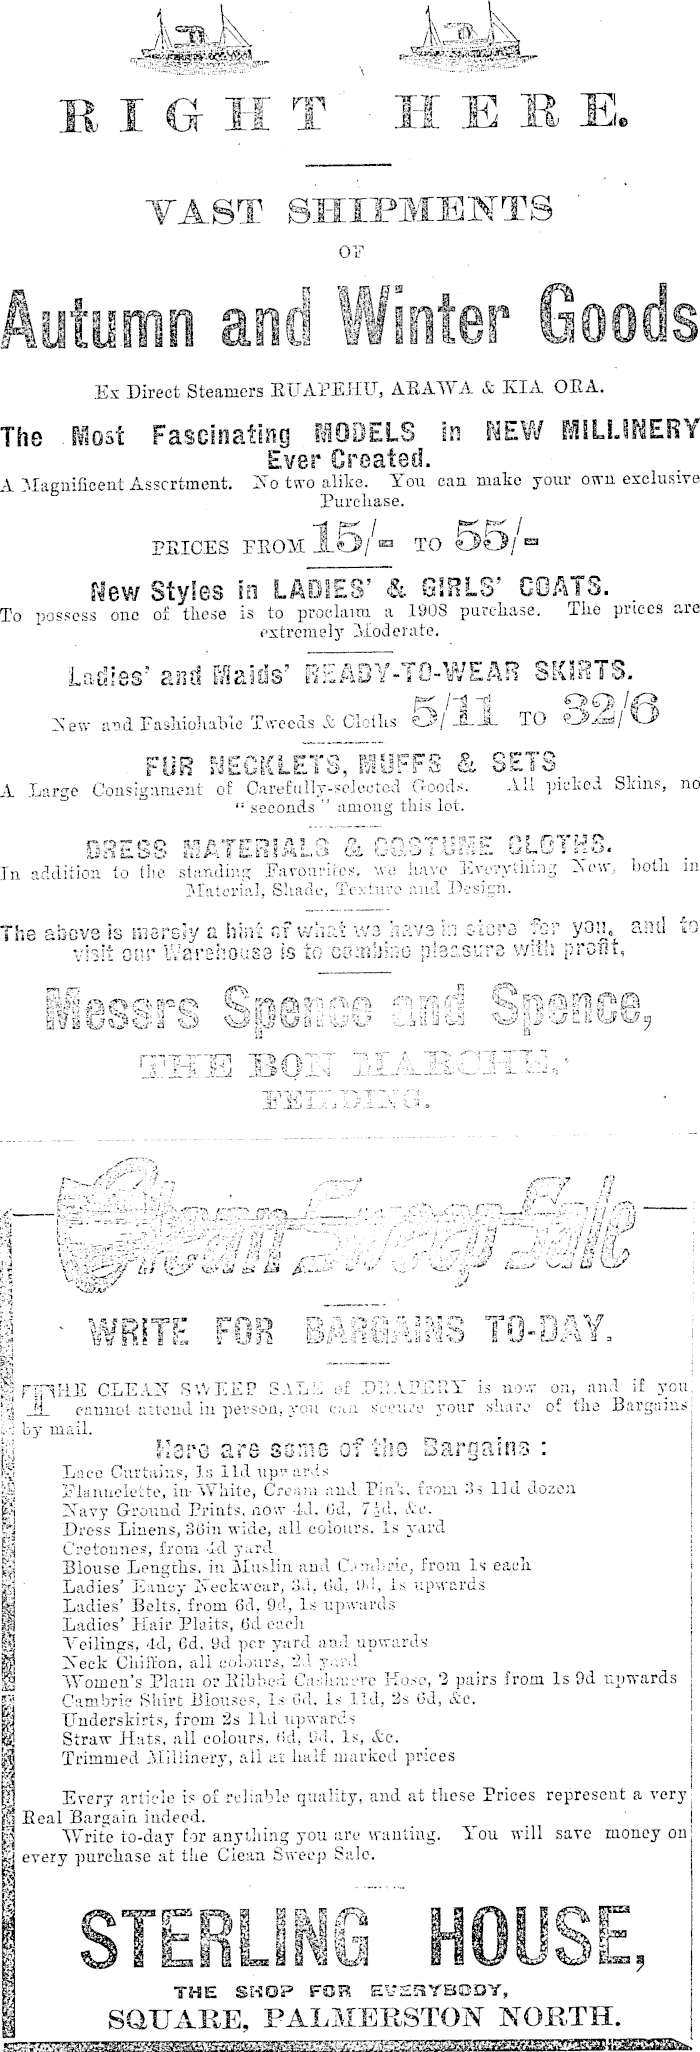 RIGHT HERE.
VAST SHIPMENTS
OF
Autumn and Winter Goods
Ex Direct Steamers RUAPEHU, ARAWA & KIA ORA.
The Most Fascinating MODELS in NEW MILLINERY
Ever Created.
A Magnificent Assortment. No two alike. You can make your own exclusive
Purchase.
PRICES FROM 15/- TO 55/-
New Styles in LADIES' & GIRLS' COATS.
To possess one of these is to proclaim a 1908 purchase. The prices are
extremely Moderate.
Ladies' and Maids' READY-TO-WEAR SKIRTS.
New and Fashiohable Tweeds & Cloths 5/11 TO 32/6
FUR NECKLETS, MUFFS & SETS
A Large Consignment of Carefully-selected Goods. All picked Skins, no
"seconds" among this lot.
DRESS MATERIALS & COSTUME CLOTHS.
In addition to the standing Favourites, we have Everything New, both in
Material, Shade, Texture and Design.
The above is merely a hint of what we have in store for you, and to
visit our Warehouse is to combine pleasure with profit,
Messrs Spence and Spence,
THE BON MARCHE,
FEILDING.
Clean Sweep Sale
WRITE FOR BARGAINS TO-DAY.
THE CLEAN SWEEP SALE of DRAPERY is now on, and if you
cannot attend in person, you can secure your share of the Bargains
by mail.
Here are some of the Bargains :
Lace Curtains, 1s 11d upwards
Flannelette, in White, Cream and Pink, from 3s 11d dozen
Navy Ground Prints, now 4d, 6d, 7½d, &c.
Dress Linens, 36in wide, all colours, 1s yard
Cretonnes, from 4d yard
Blouse Lengths, in Muslin and Cambric, from 1s each
Ladies' Fancy Neckwear, 3d, 6d, 9d, 1s upwards
Ladies' Belts, from 6d, 9d, 1s upwards
Ladies' Hair Plaits, 6d each
Veilings, 4d, 6d, 9d per yard and upwards
Neck Chiffon, all colours, 2d yard
Women's Plain or Ribbed Cashmere Hose, 2 pairs from 1s 9d upwards
Cambric Shirt Blouses, 1s 6d, 1s 11d, 2s 6d, &c.
Underskirts, from 2s 11d upwards
Straw Hats, all colours, 6d, 9d, 1s, &c.
Trimmed Millinery, all at half marked prices
Every article is of reliable quality, and at these Prices represent a very
Real Bargain indeed.
Write to-day for anything you are wanting. You will save money on
every purchase at the Clean Sweep Sale.
STERLING HOUSE,
THE SHOP FOR EVERYBODY,
SQUARE, PALMERSTON NORTH.